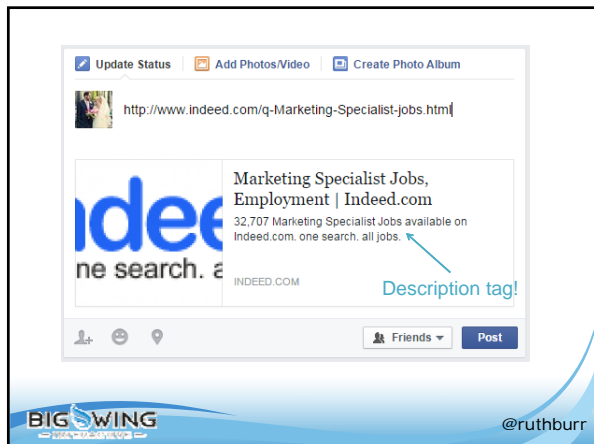 Update Status Add Photos/Video Create Photo Album
http://www.indeed.com/q-Marketing-Specialist-jobs.html
Marketing Specialist Jobs,
Employment | Indeed.com
32,707 Marketing Specialist Jobs available on
Indeed.com. one search. all jobs.
INDEED.COM
Description tag!
ndee
ne search. a
Friends Post
BIGWING
@ruthburr